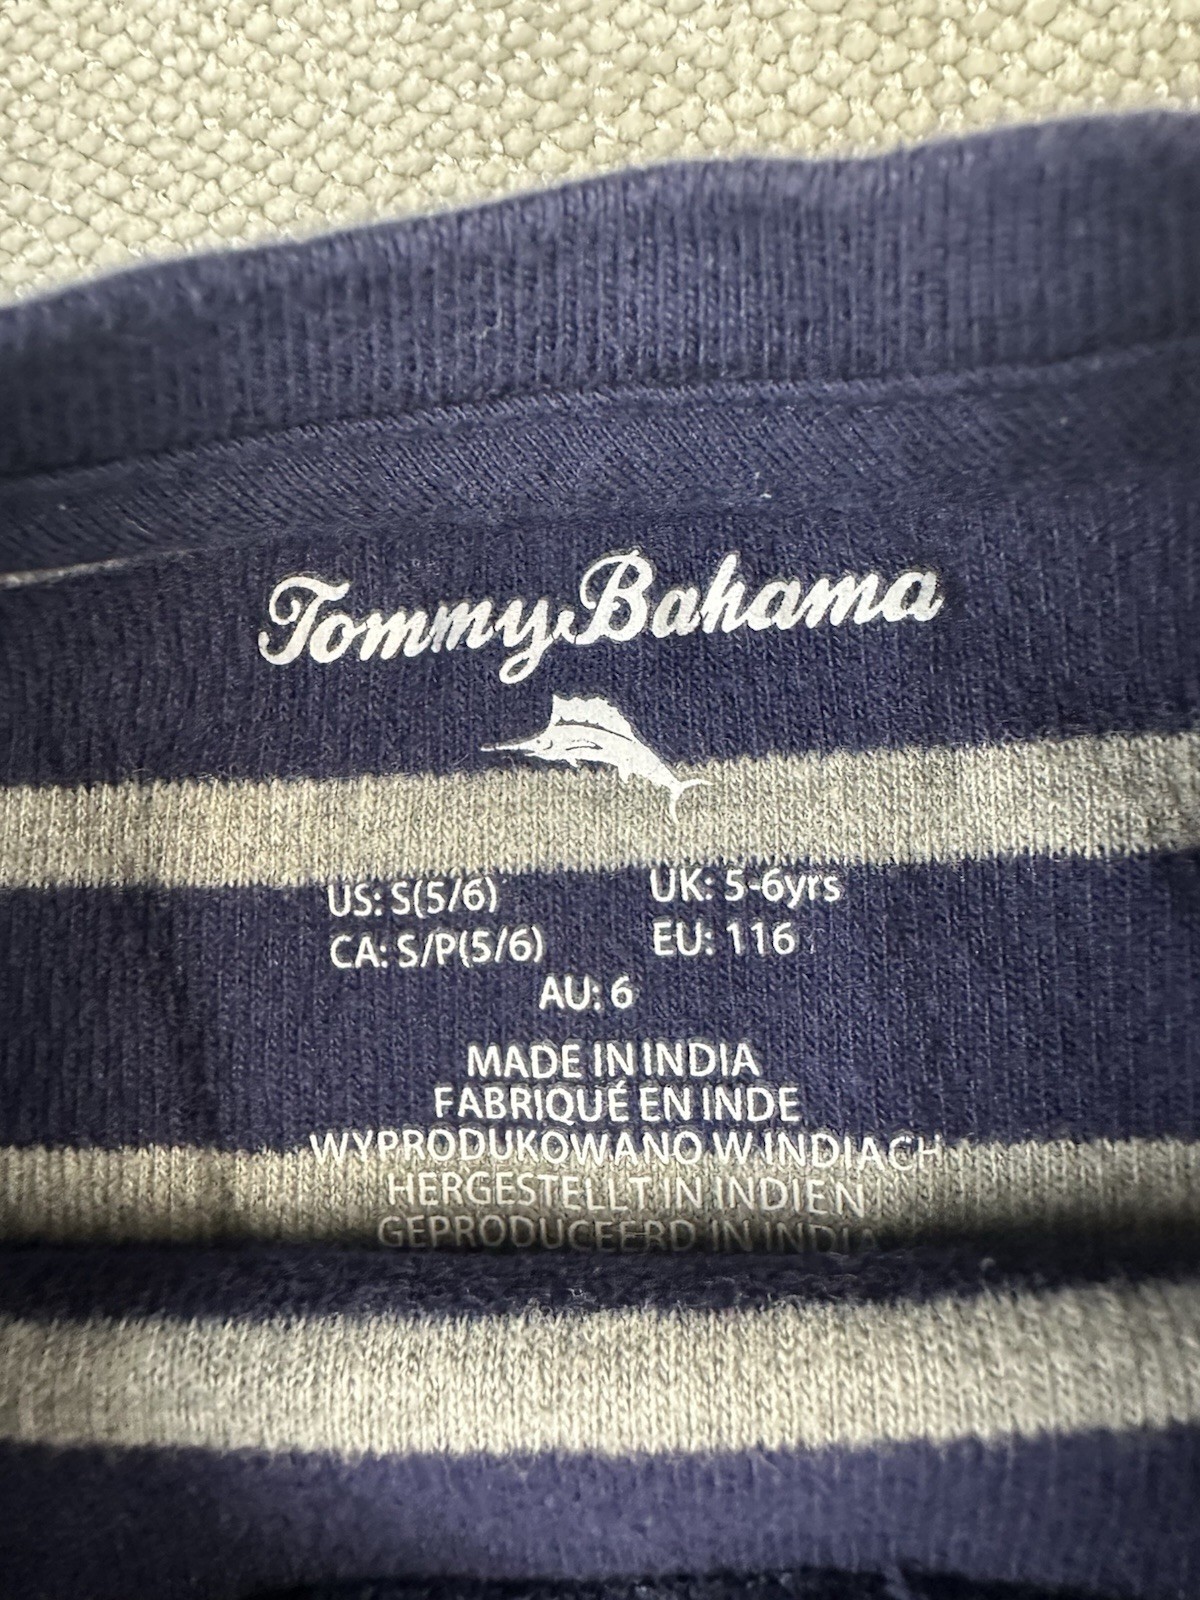 Tommy Bahama
US: S(5/6) UK: 5-6yrs
CA: S/P(5/6) EU: 116
AU: 6
MADE IN INDIA
FABRIQUÉ EN INDE
WYPRODUKOWANO W INDIACH
HERGESTELLT IN INDIEN
GEPRODUCEERD IN INDIA